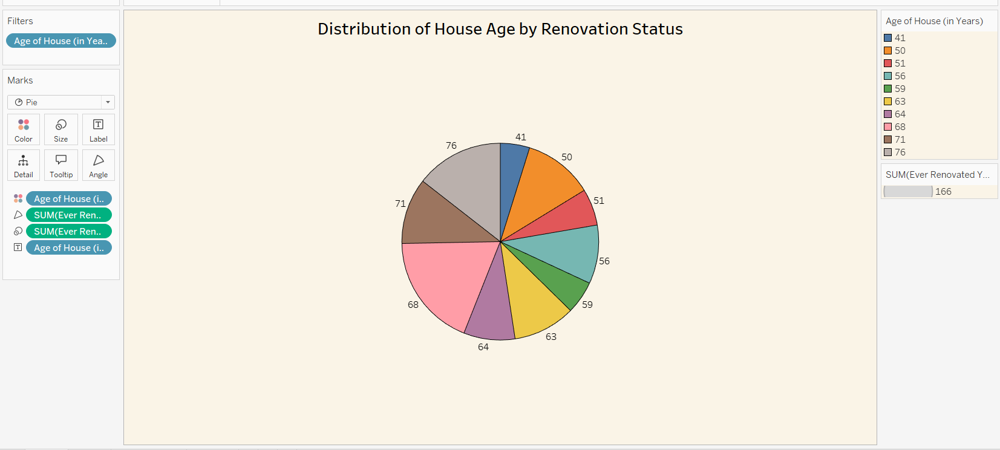 Filters
Age of House (in Yea..
Marks
Pie
Color
Size
Label
Detail
Tooltip
Angle
Age of House (i..
SUM(Ever Ren..
SUM(Ever Ren..
Age of House (i..
Distribution of House Age by Renovation Status
41
50
51
56
59
63
64
68
71
76
Age of House (in Years)
41
50
51
56
59
63
64
68
71
76
SUM(Ever Renovated Y...
166